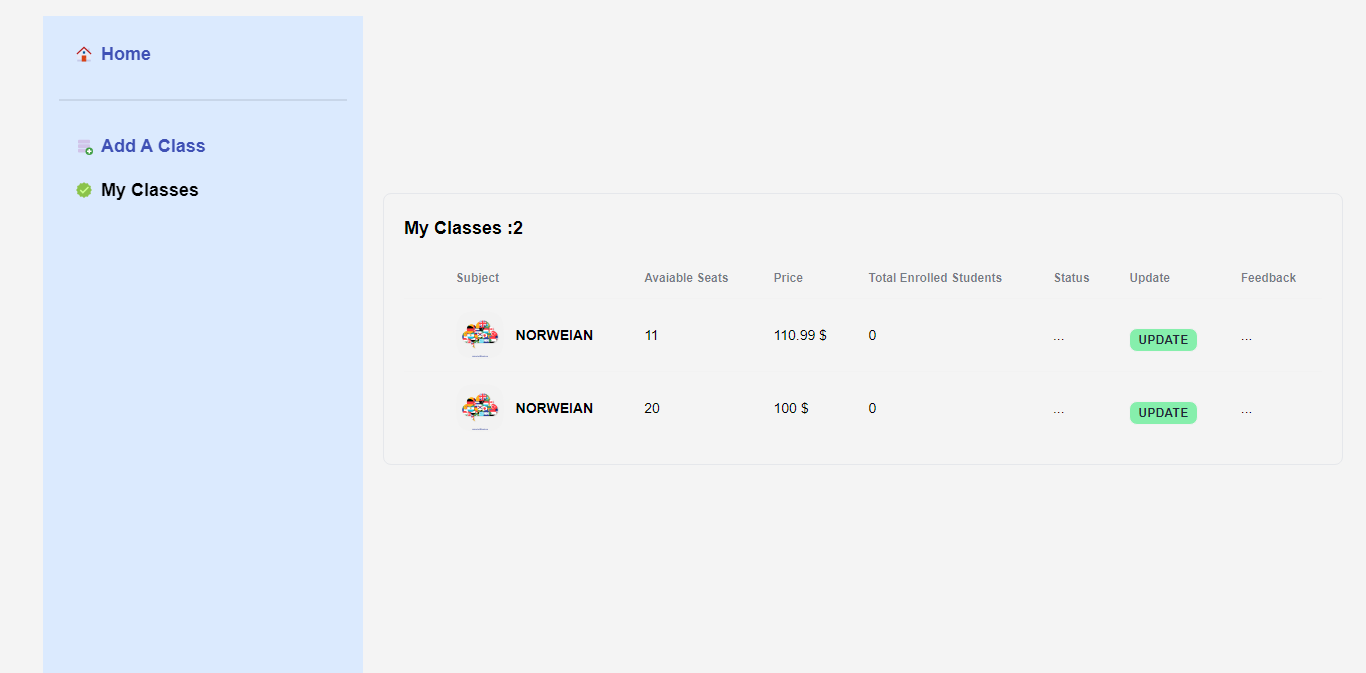 Home
Add A Class
My Classes
My Classes :2
Subject Avaiable Seats Price Total Enrolled Students Status Update Feedback
NORWEIAN 11 110.99 $ 0 ... UPDATE ...
NORWEIAN 20 100 $ 0 ... UPDATE ...